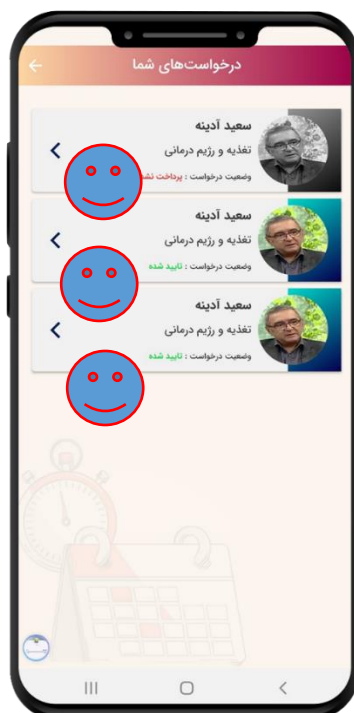 درخواست‌های شما
سعید آدینه
تغذیه و رژیم درمانی
وضعیت درخواست : پرداخت
سعید آدینه
تغذیه و رژیم درمانی
وضعیت درخواست : تایید شده
سعید آدینه
تغذیه و رژیم درمانی
وضعیت درخواست : تایید شده